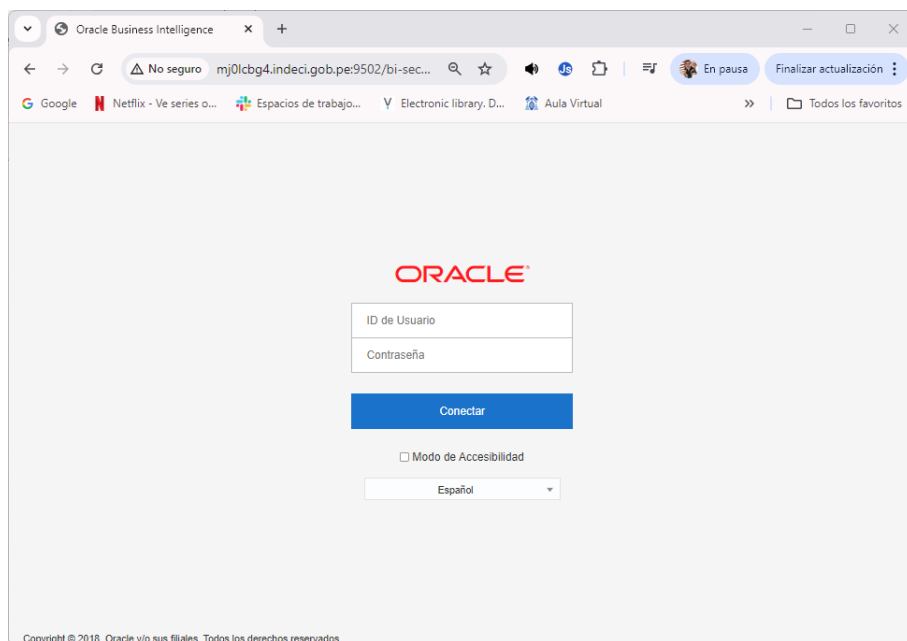 Oracle Business Intelligence
No seguro mj0lcbg4.indeci.gob.pe:9502/bi-sec... Js En pausa Finalizar actualización
Google Netflix - Ve series o... Espacios de trabajo... Electronic library. D... Aula Virtual » Todos los favoritos
ORACLE
ID de Usuario
Contraseña
Conectar
Modo de Accesibilidad
Español
Copyright © 2018, Oracle y/o sus filiales. Todos los derechos reservados.